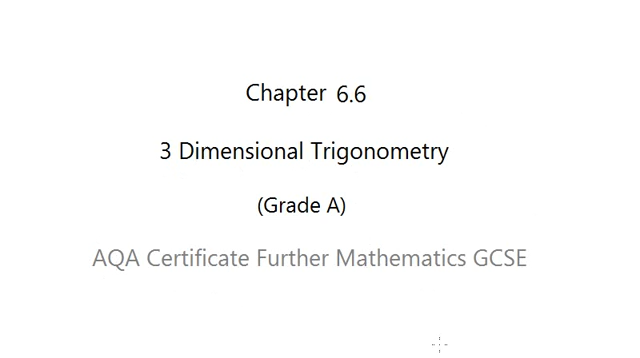 Chapter 6.6
3 Dimensional Trigonometry
(Grade A)
AQA Certificate Further Mathematics GCSE